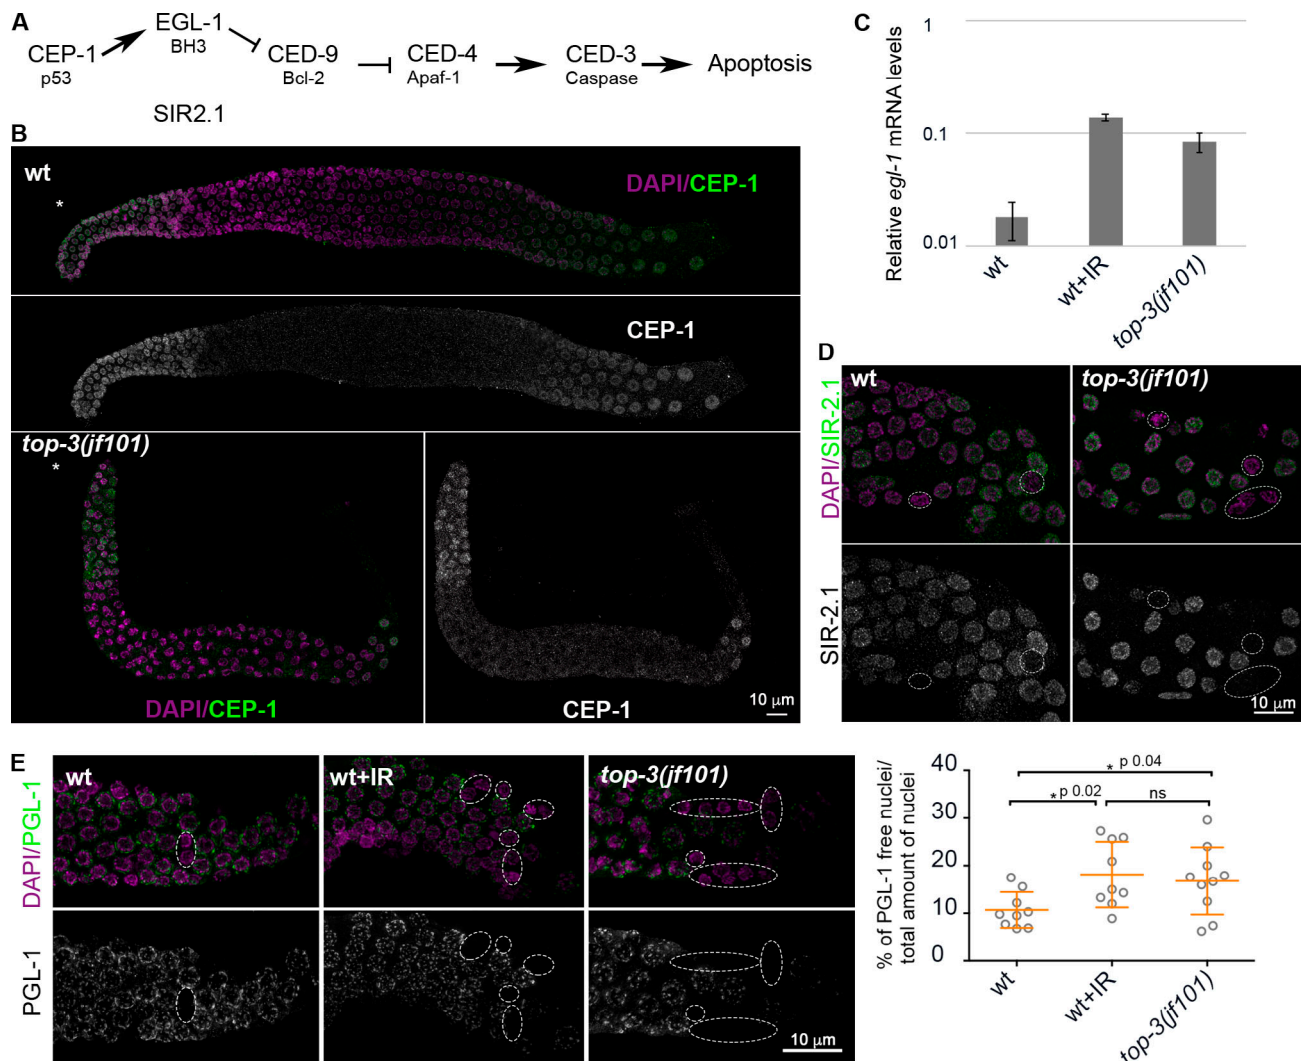 A
CEP-1
p53
EGL-1
BH3
CED-9
Bcl-2
CED-4
Apaf-1
CED-3
Caspase
Apoptosis
SIR2.1
B
wt
*
DAPI/CEP-1
CEP-1
top-3(jf101)
*
DAPI/CEP-1
CEP-1
10 μm
C
Relative egl-1 mRNA levels
1
0.1
0.01
wt
wt+IR
top-3(jf101)
D
wt
top-3(jf101)
DAPI/SIR-2.1
SIR-2.1
10 μm
E
wt
wt+IR
top-3(jf101)
DAPI/PGL-1
PGL-1
10 μm
% of PGL-1 free nuclei/
total amount of nuclei
40
30
20
10
0
* p 0.04
* p 0.02
ns
wt
wt+IR
top-3(jf101)